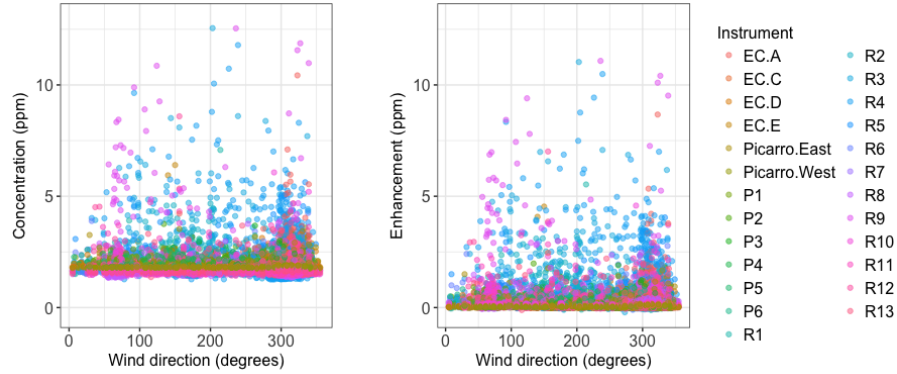 Concentration (ppm)
10
5
0
0 100 200 300
Wind direction (degrees)
Enhancement (ppm)
10
5
0
0 100 200 300
Wind direction (degrees)
Instrument
EC.A
EC.C
EC.D
EC.E
Picarro.East
Picarro.West
P1
P2
P3
P4
P5
P6
R1
R2
R3
R4
R5
R6
R7
R8
R9
R10
R11
R12
R13